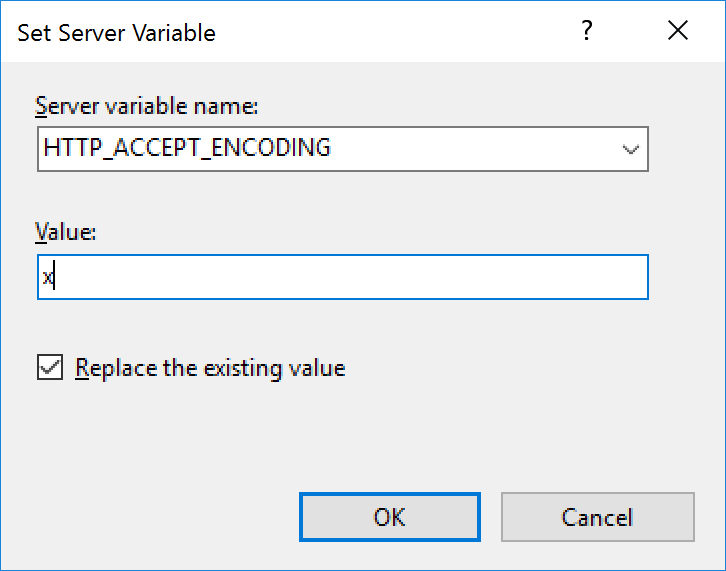 Set Server Variable
?
Server variable name:
HTTP_ACCEPT_ENCODING
Value:
x
Replace the existing value
OK
Cancel